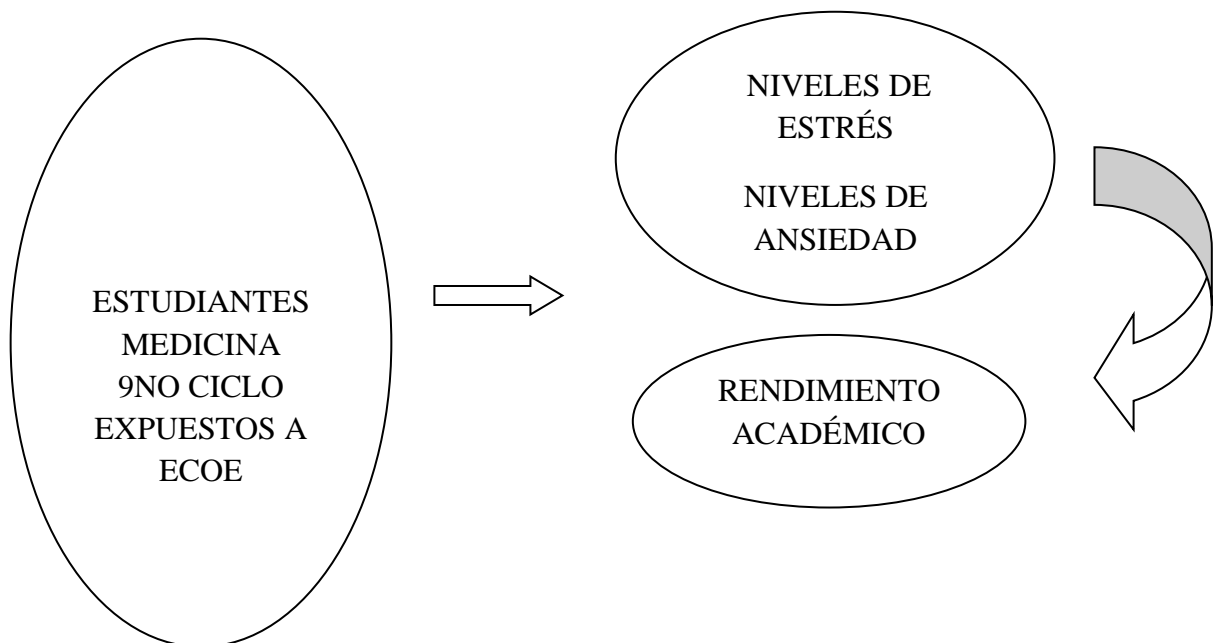 NIVELES DE
ESTRÉS
NIVELES DE
ANSIEDAD
ESTUDIANTES
MEDICINA
9NO CICLO
EXPUESTOS A
ECOE
RENDIMIENTO
ACADÉMICO